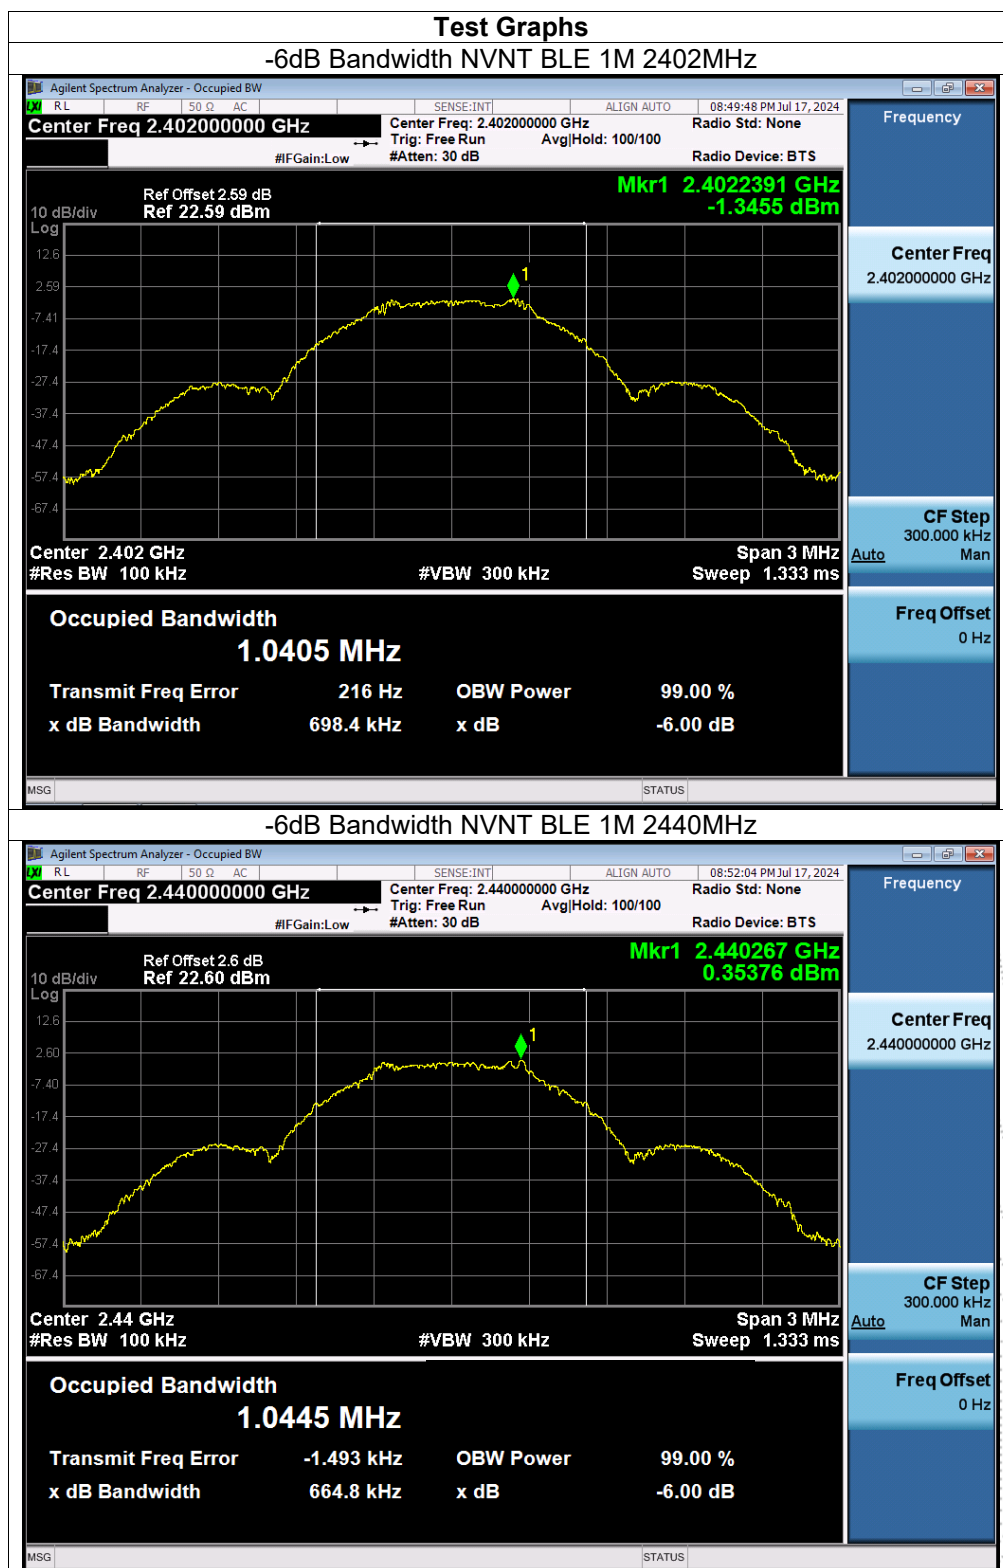 Test Graphs
-6dB Bandwidth NVNT BLE 1M 2402MHz
Agilent Spectrum Analyzer - Occupied BW
LXI RL RF 50 Ω AC SENSE:INT ALIGN AUTO 08:49:48 PM Jul 17, 2024
Center Freq 2.402000000 GHz
Center Freq: 2.402000000 GHz
Radio Std: None
Trig: Free Run Avg|Hold: 100/100
#IFGain:Low #Atten: 30 dB Radio Device: BTS
Frequency
Mkr1 2.4022391 GHz
-1.3455 dBm
Ref Offset 2.59 dB
10 dB/div Ref 22.59 dBm
Log
12.6
2.59
-7.41
-17.4
-27.4
-37.4
-47.4
-57.4
-67.4
1
Center Freq
2.402000000 GHz
CF Step
300.000 kHz
Auto Man
Freq Offset
0 Hz
Center 2.402 GHz Span 3 MHz
#Res BW 100 kHz #VBW 300 kHz Sweep 1.333 ms
Occupied Bandwidth
1.0405 MHz
Transmit Freq Error 216 Hz OBW Power 99.00 %
x dB Bandwidth 698.4 kHz x dB -6.00 dB
MSG STATUS
-6dB Bandwidth NVNT BLE 1M 2440MHz
Agilent Spectrum Analyzer - Occupied BW
LXI RL RF 50 Ω AC SENSE:INT ALIGN AUTO 08:52:04 PM Jul 17, 2024
Center Freq 2.440000000 GHz
Center Freq: 2.440000000 GHz
Radio Std: None
Trig: Free Run Avg|Hold: 100/100
#IFGain:Low #Atten: 30 dB Radio Device: BTS
Frequency
Mkr1 2.440267 GHz
0.35376 dBm
Ref Offset 2.6 dB
10 dB/div Ref 22.60 dBm
Log
12.6
2.60
-7.40
-17.4
-27.4
-37.4
-47.4
-57.4
-67.4
1
Center Freq
2.440000000 GHz
CF Step
300.000 kHz
Auto Man
Freq Offset
0 Hz
Center 2.44 GHz Span 3 MHz
#Res BW 100 kHz #VBW 300 kHz Sweep 1.333 ms
Occupied Bandwidth
1.0445 MHz
Transmit Freq Error -1.493 kHz OBW Power 99.00 %
x dB Bandwidth 664.8 kHz x dB -6.00 dB
MSG STATUS